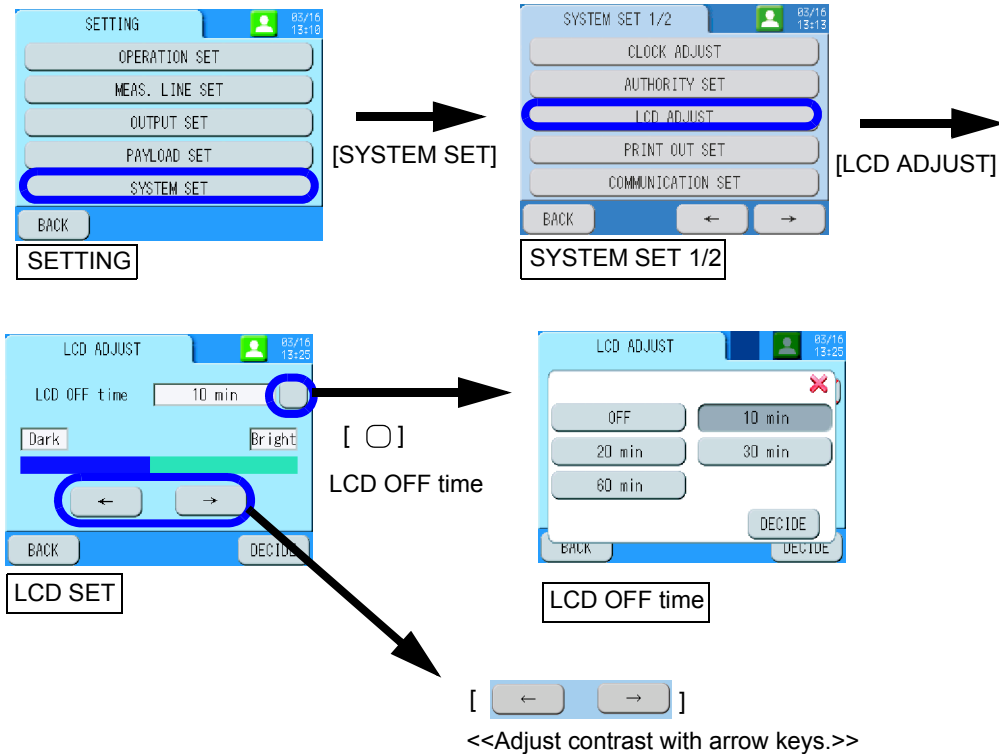 SETTING
03/16
13:10
OPERATION SET
MEAS. LINE SET
OUTPUT SET
PAYLOAD SET
SYSTEM SET
BACK
SETTING
[SYSTEM SET]
SYSTEM SET 1/2
03/16
13:13
CLOCK ADJUST
AUTHORITY SET
LCD ADJUST
PRINT OUT SET
COMMUNICATION SET
BACK ← →
SYSTEM SET 1/2
[LCD ADJUST]
LCD ADJUST
03/16
13:25
LCD OFF time 10 min
Dark Bright
← →
BACK DECIDE
LCD SET
[ ▢ ]
LCD OFF time
LCD ADJUST
03/16
13:25
OFF 10 min
20 min 30 min
60 min
DECIDE
BACK DECIDE
LCD OFF time
[ ← → ]
<<Adjust contrast with arrow keys.>>